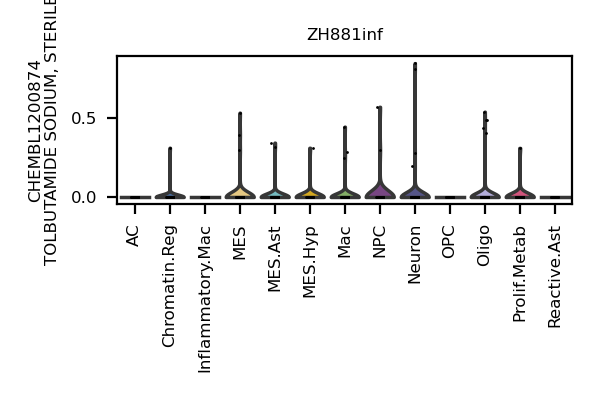 ZH881inf
CHEMBL1200874
TOLBUTAMIDE SODIUM, STERILE
0.5
0.0
AC
Chromatin.Reg
Inflammatory.Mac
MES
MES.Ast
MES.Hyp
Mac
NPC
Neuron
OPC
Oligo
Prolif.Metab
Reactive.Ast